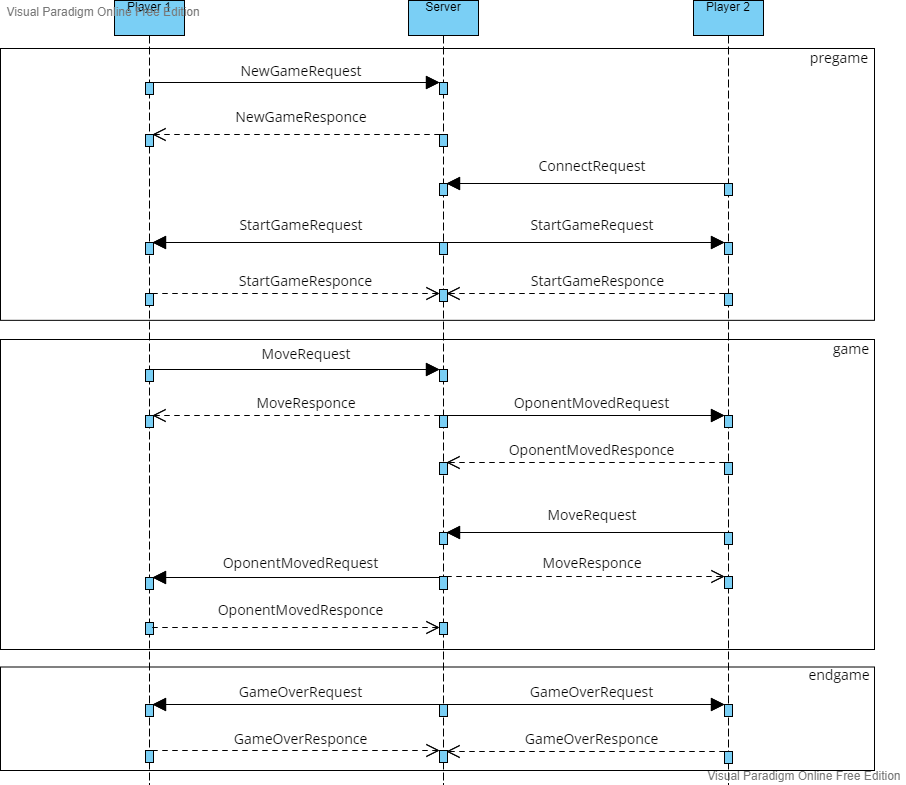 Visual Paradigm Online Free Edition
Player 1
Server
Player 2
pregame
NewGameRequest
NewGameResponce
ConnectRequest
StartGameRequest
StartGameRequest
StartGameResponce
StartGameResponce
game
MoveRequest
MoveResponce
OponentMovedRequest
OponentMovedResponce
MoveRequest
OponentMovedRequest
MoveResponce
OponentMovedResponce
endgame
GameOverRequest
GameOverRequest
GameOverResponce
GameOverResponce
Visual Paradigm Online Free Edition